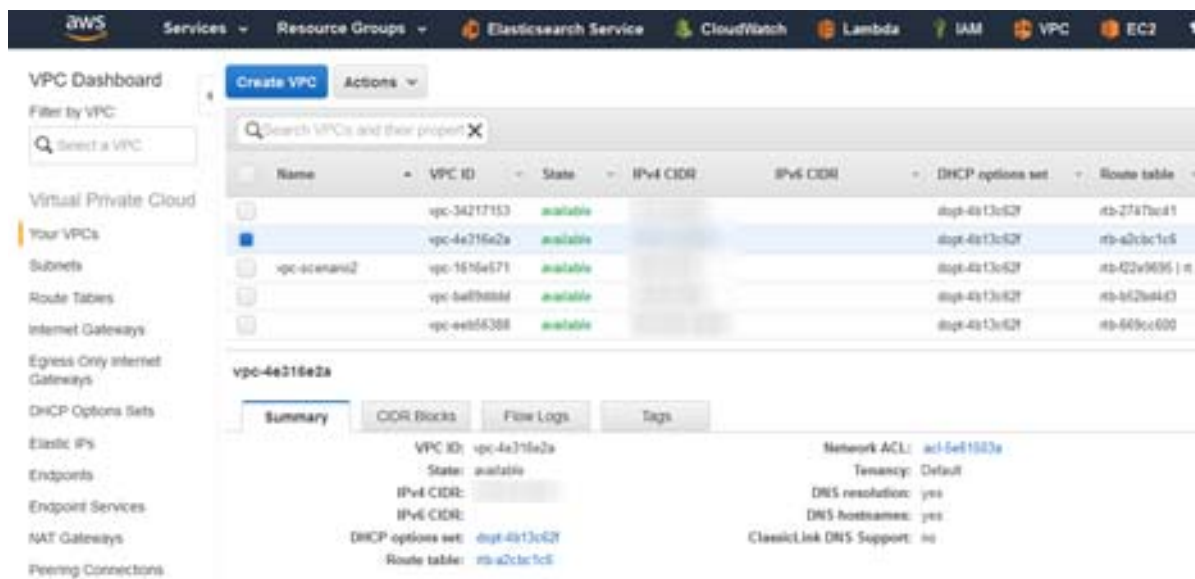 aws Services Resource Groups Elasticsearch Service CloudWatch Lambda IAM VPC EC2
VPC Dashboard
Filter by VPC:
Select a VPC
Virtual Private Cloud
Your VPCs
Subnets
Route Tables
Internet Gateways
Egress Only Internet
Gateways
DHCP Options Sets
Elastic IPs
Endpoints
Endpoint Services
NAT Gateways
Peering Connections
Create VPC Actions
Search VPCs and their propert
Name VPC ID State IPv4 CIDR IPv6 CIDR DHCP options set Route table
vpc-34217153 available dopt-4b13c62f rtb-2747bc41
vpc-4e316e2a available dopt-4b13c62f rtb-a2cbc1c6
vpc-scenario2 vpc-1616e571 available dopt-4b13c62f
available dopt-4b13c62f
vpc-eeb56388 available dopt-4b13c62f rtb-669cc600
vpc-4e316e2a
Summary CIDR Blocks Flow Logs Tags
VPC ID: vpc-4e316e2a
State: available
IPv4 CIDR:
IPv6 CIDR:
DHCP options set: dopt-4b13c62f
Route table: rtb-a2cbc1c6
Network ACL:
Tenancy: Default
DNS resolution: yes
DNS hostnames: yes
ClassicLink DNS Support: no